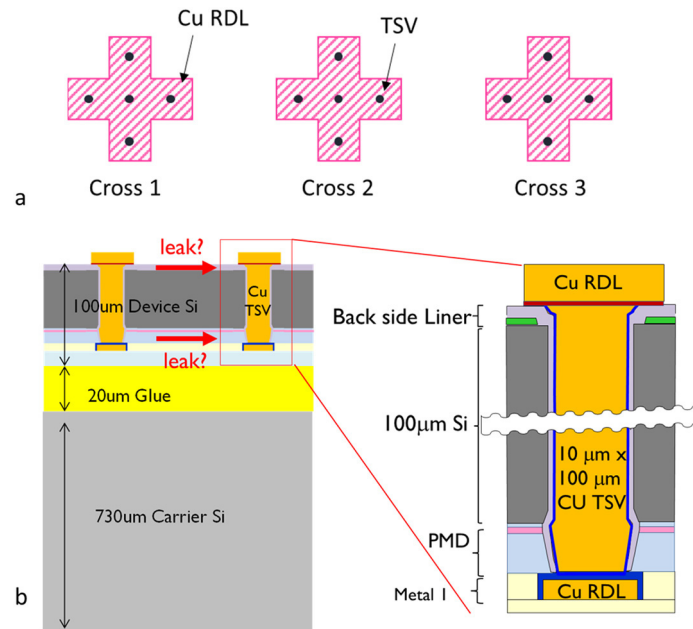 Cu RDL
TSV
Cross 1
Cross 2
Cross 3
a
leak?
Cu
TSV
100um Device Si
leak?
20um Glue
730um Carrier Si
b
Cu RDL
Back side Liner
100μm Si
10 μm x
100 μm
CU TSV
PMD
Metal 1
Cu RDL